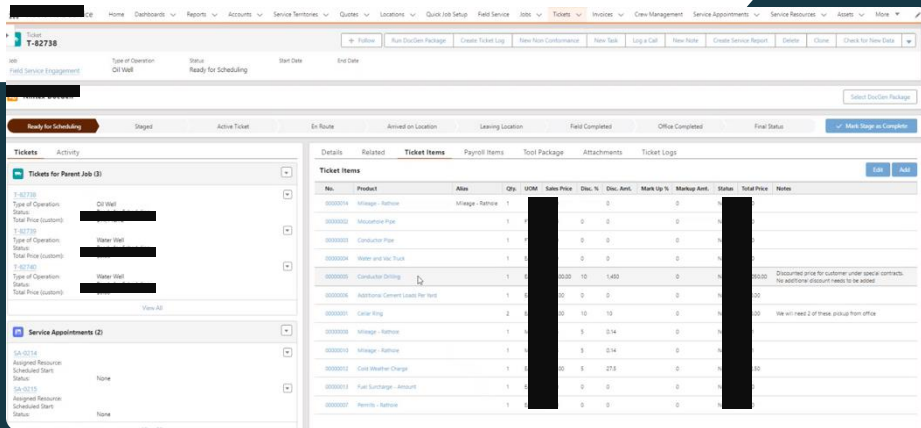 Home Dashboards Reports Accounts Service Territories Quotes Locations Quick Job Setup Field Service Jobs Tickets Invoices Crew Management Service Appointments Service Resources Assets More
Ticket
T-82738
+ Follow Run DocGen Package Create Ticket Log New Non Conformance New Task Log a Call New Note Create Service Report Delete Clone Check for New Data
Job Type of Operation Status Start Date End Date
Field Service Engagement Oil Well Ready for Scheduling
Select DocGen Package
Ready for Scheduling Staged Active Ticket En Route Arrived on Location Leaving Location Field Completed Office Completed Final Status Mark Stage as Complete
Tickets Activity
Tickets for Parent Job (3)
T-82738
Type of Operation: Oil Well
Status:
Total Price (custom):
T-82739
Type of Operation: Water Well
Status:
Total Price (custom):
T-82740
Type of Operation: Water Well
Status:
Total Price (custom):
View All
Service Appointments (2)
SA-0214
Assigned Resource:
Scheduled Start:
Status: None
SA-0215
Assigned Resource:
Scheduled Start:
Status: None
Details Related Ticket Items Payroll Items Tool Package Attachments Ticket Logs
Ticket Items Edit Add
No. Product Alias Qty. UOM Sales Price Disc. % Disc. Amt. Mark Up % Markup Amt. Status Total Price Notes
00000014 Mileage - Rathole Mileage - Rathole 1 0 0
00000002 Mousehole Pipe 1 0 0 0
00000003 Conductor Pipe 1 0 0 0
00000004 Water and Vac Truck 1 0 0 0
00000005 Conductor Drilling 1 10 1,450 0 Discounted price for customer under special contracts.
No additional discount needs to be added
00000006 Additional Cement Loads Per Yard 1 0 0 0
00000001 Cellar Ring 2 10 10 0 We will need 2 of these, pickup from office
Mileage - Rathole 1 5 0.14 0
00000010 Mileage - Rathole 1 5 0.14 0
00000012 Cold Weather Charge 1 5 27.5 0
00000013 Fuel Surcharge - Amount 1 0 0 0
00000007 Permits - Rathole 1 0 0 0